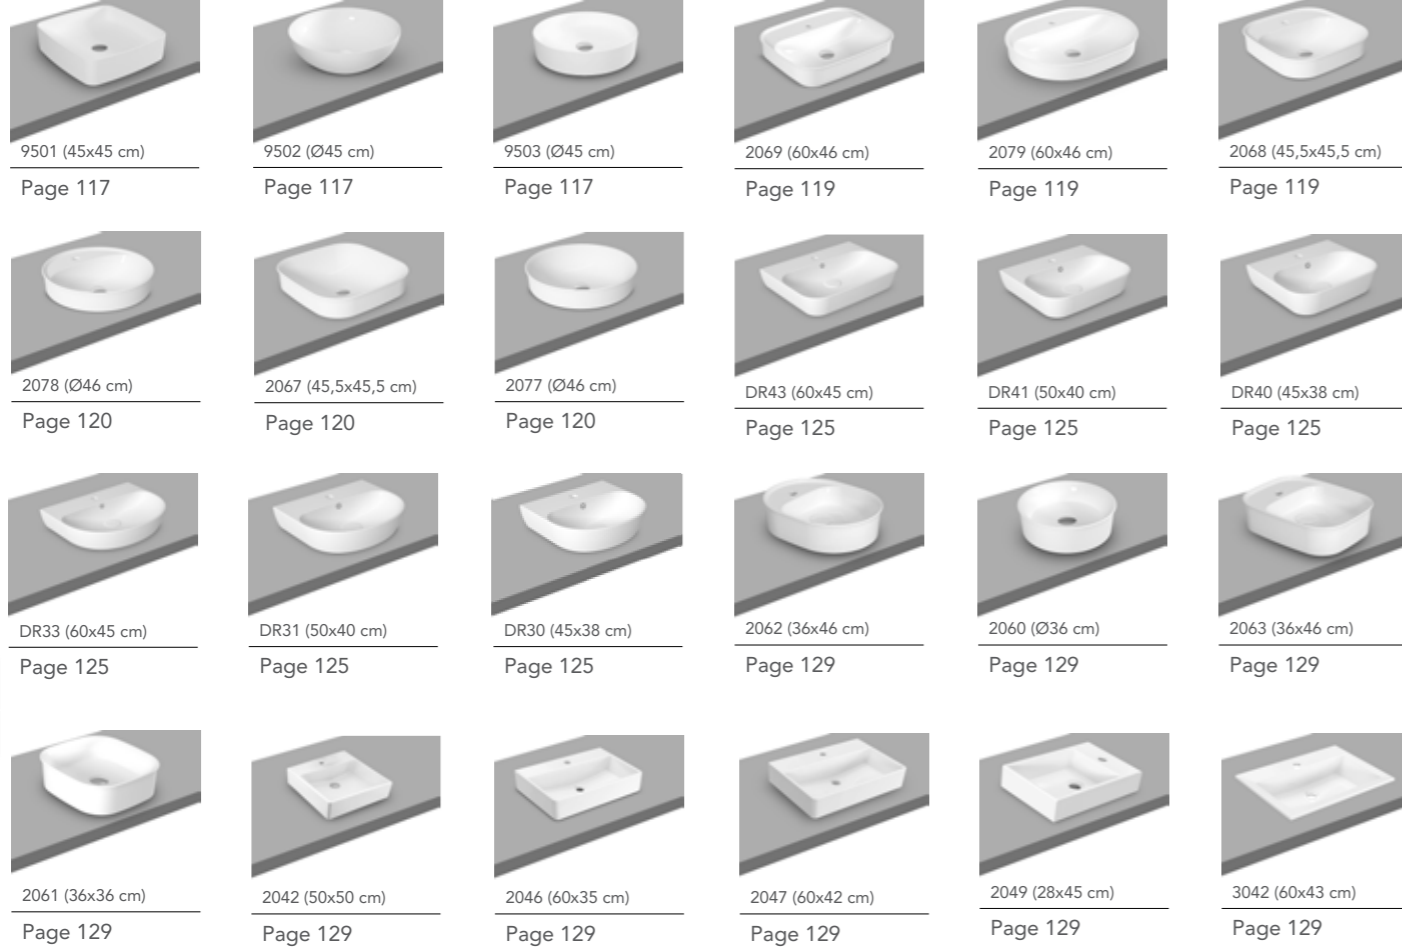 9501 (45x45 cm)
Page 117
9502 (Ø45 cm)
Page 117
9503 (Ø45 cm)
Page 117
2069 (60x46 cm)
Page 119
2079 (60x46 cm)
Page 119
2068 (45,5x45,5 cm)
Page 119
2078 (Ø46 cm)
Page 120
2067 (45,5x45,5 cm)
Page 120
2077 (Ø46 cm)
Page 120
DR43 (60x45 cm)
Page 125
DR41 (50x40 cm)
Page 125
DR40 (45x38 cm)
Page 125
DR33 (60x45 cm)
Page 125
DR31 (50x40 cm)
Page 125
DR30 (45x38 cm)
Page 125
2062 (36x46 cm)
Page 129
2060 (Ø36 cm)
Page 129
2063 (36x46 cm)
Page 129
2061 (36x36 cm)
Page 129
2042 (50x50 cm)
Page 129
2046 (60x35 cm)
Page 129
2047 (60x42 cm)
Page 129
2049 (28x45 cm)
Page 129
3042 (60x43 cm)
Page 129